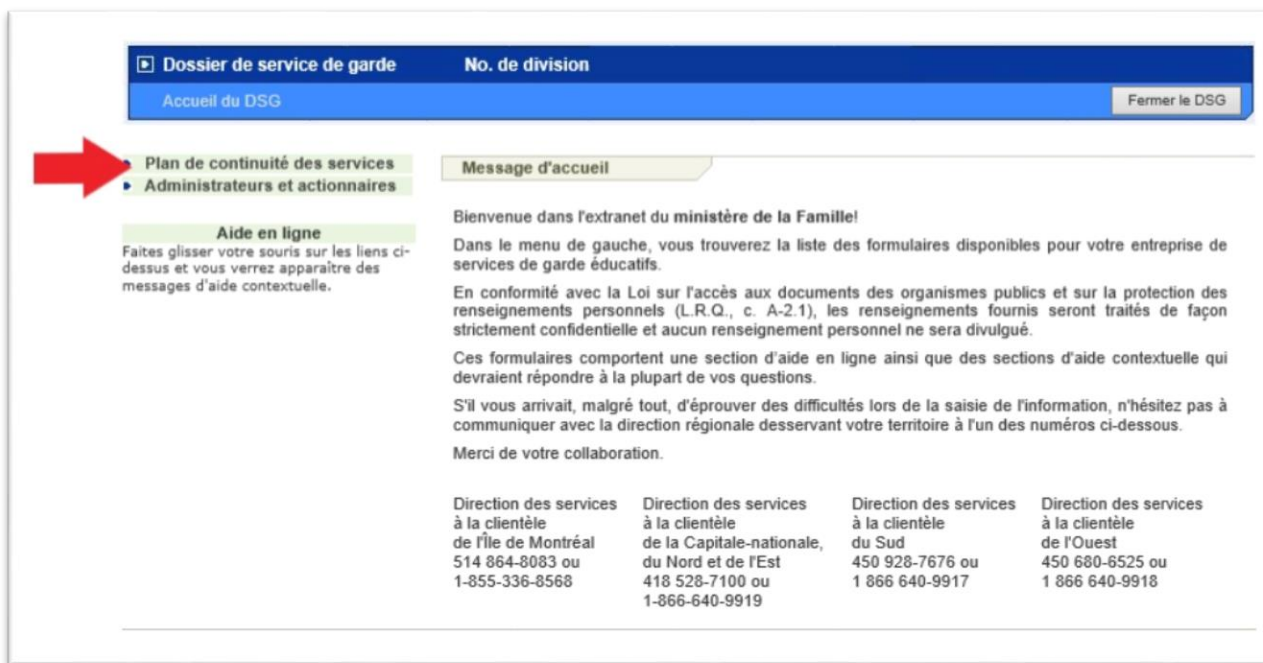 Dossier de service de garde No. de division
Accueil du DSG Fermer le DSG
Plan de continuité des services
Administrateurs et actionnaires
Aide en ligne
Faites glisser votre souris sur les liens ci-
dessus et vous verrez apparaître des
messages d'aide contextuelle.
Message d'accueil
Bienvenue dans l'extranet du ministère de la Famille!
Dans le menu de gauche, vous trouverez la liste des formulaires disponibles pour votre entreprise de
services de garde éducatifs.
En conformité avec la Loi sur l'accès aux documents des organismes publics et sur la protection des
renseignements personnels (L.R.Q., c. A-2.1), les renseignements fournis seront traités de façon
strictement confidentielle et aucun renseignement personnel ne sera divulgué.
Ces formulaires comportent une section d'aide en ligne ainsi que des sections d'aide contextuelle qui
devraient répondre à la plupart de vos questions.
S'il vous arrivait, malgré tout, d'éprouver des difficultés lors de la saisie de l'information, n'hésitez pas à
communiquer avec la direction régionale desservant votre territoire à l'un des numéros ci-dessous.
Merci de votre collaboration.
Direction des services
à la clientèle
de l'Île de Montréal
514 864-8083 ou
1-855-336-8568
Direction des services
à la clientèle
de la Capitale-nationale,
du Nord et de l'Est
418 528-7100 ou
1-866-640-9919
Direction des services
à la clientèle
du Sud
450 928-7676 ou
1 866 640-9917
Direction des services
à la clientèle
de l'Ouest
450 680-6525 ou
1 866 640-9918